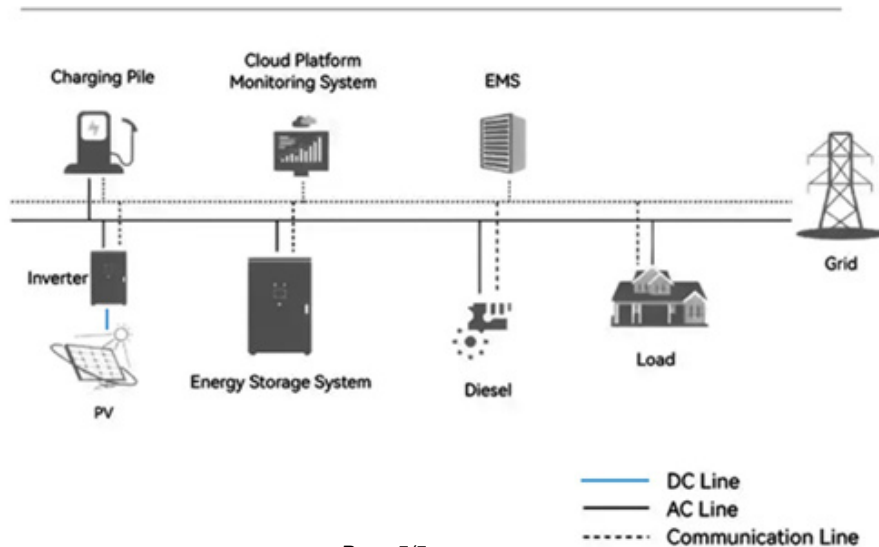 Charging Pile
Cloud Platform
Monitoring System
EMS
Grid
Inverter
PV
Energy Storage System
Diesel
Load
DC Line
AC Line
Communication Line